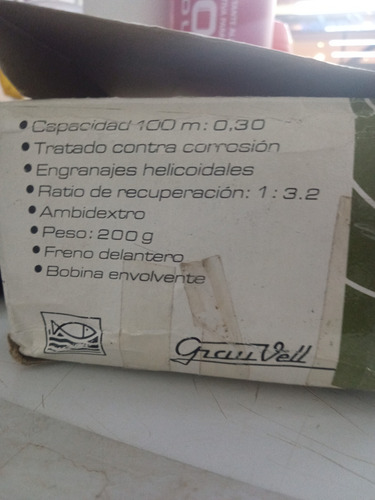 • Capacidad 100 m: 0,30
• Tratado contra corrosión
• Engranajes helicoidales
• Ratio de recuperación: 1 : 3.2
• Ambidextro
• Peso: 200 g
• Freno delantero
• Bobina envolvente
Grau Vell